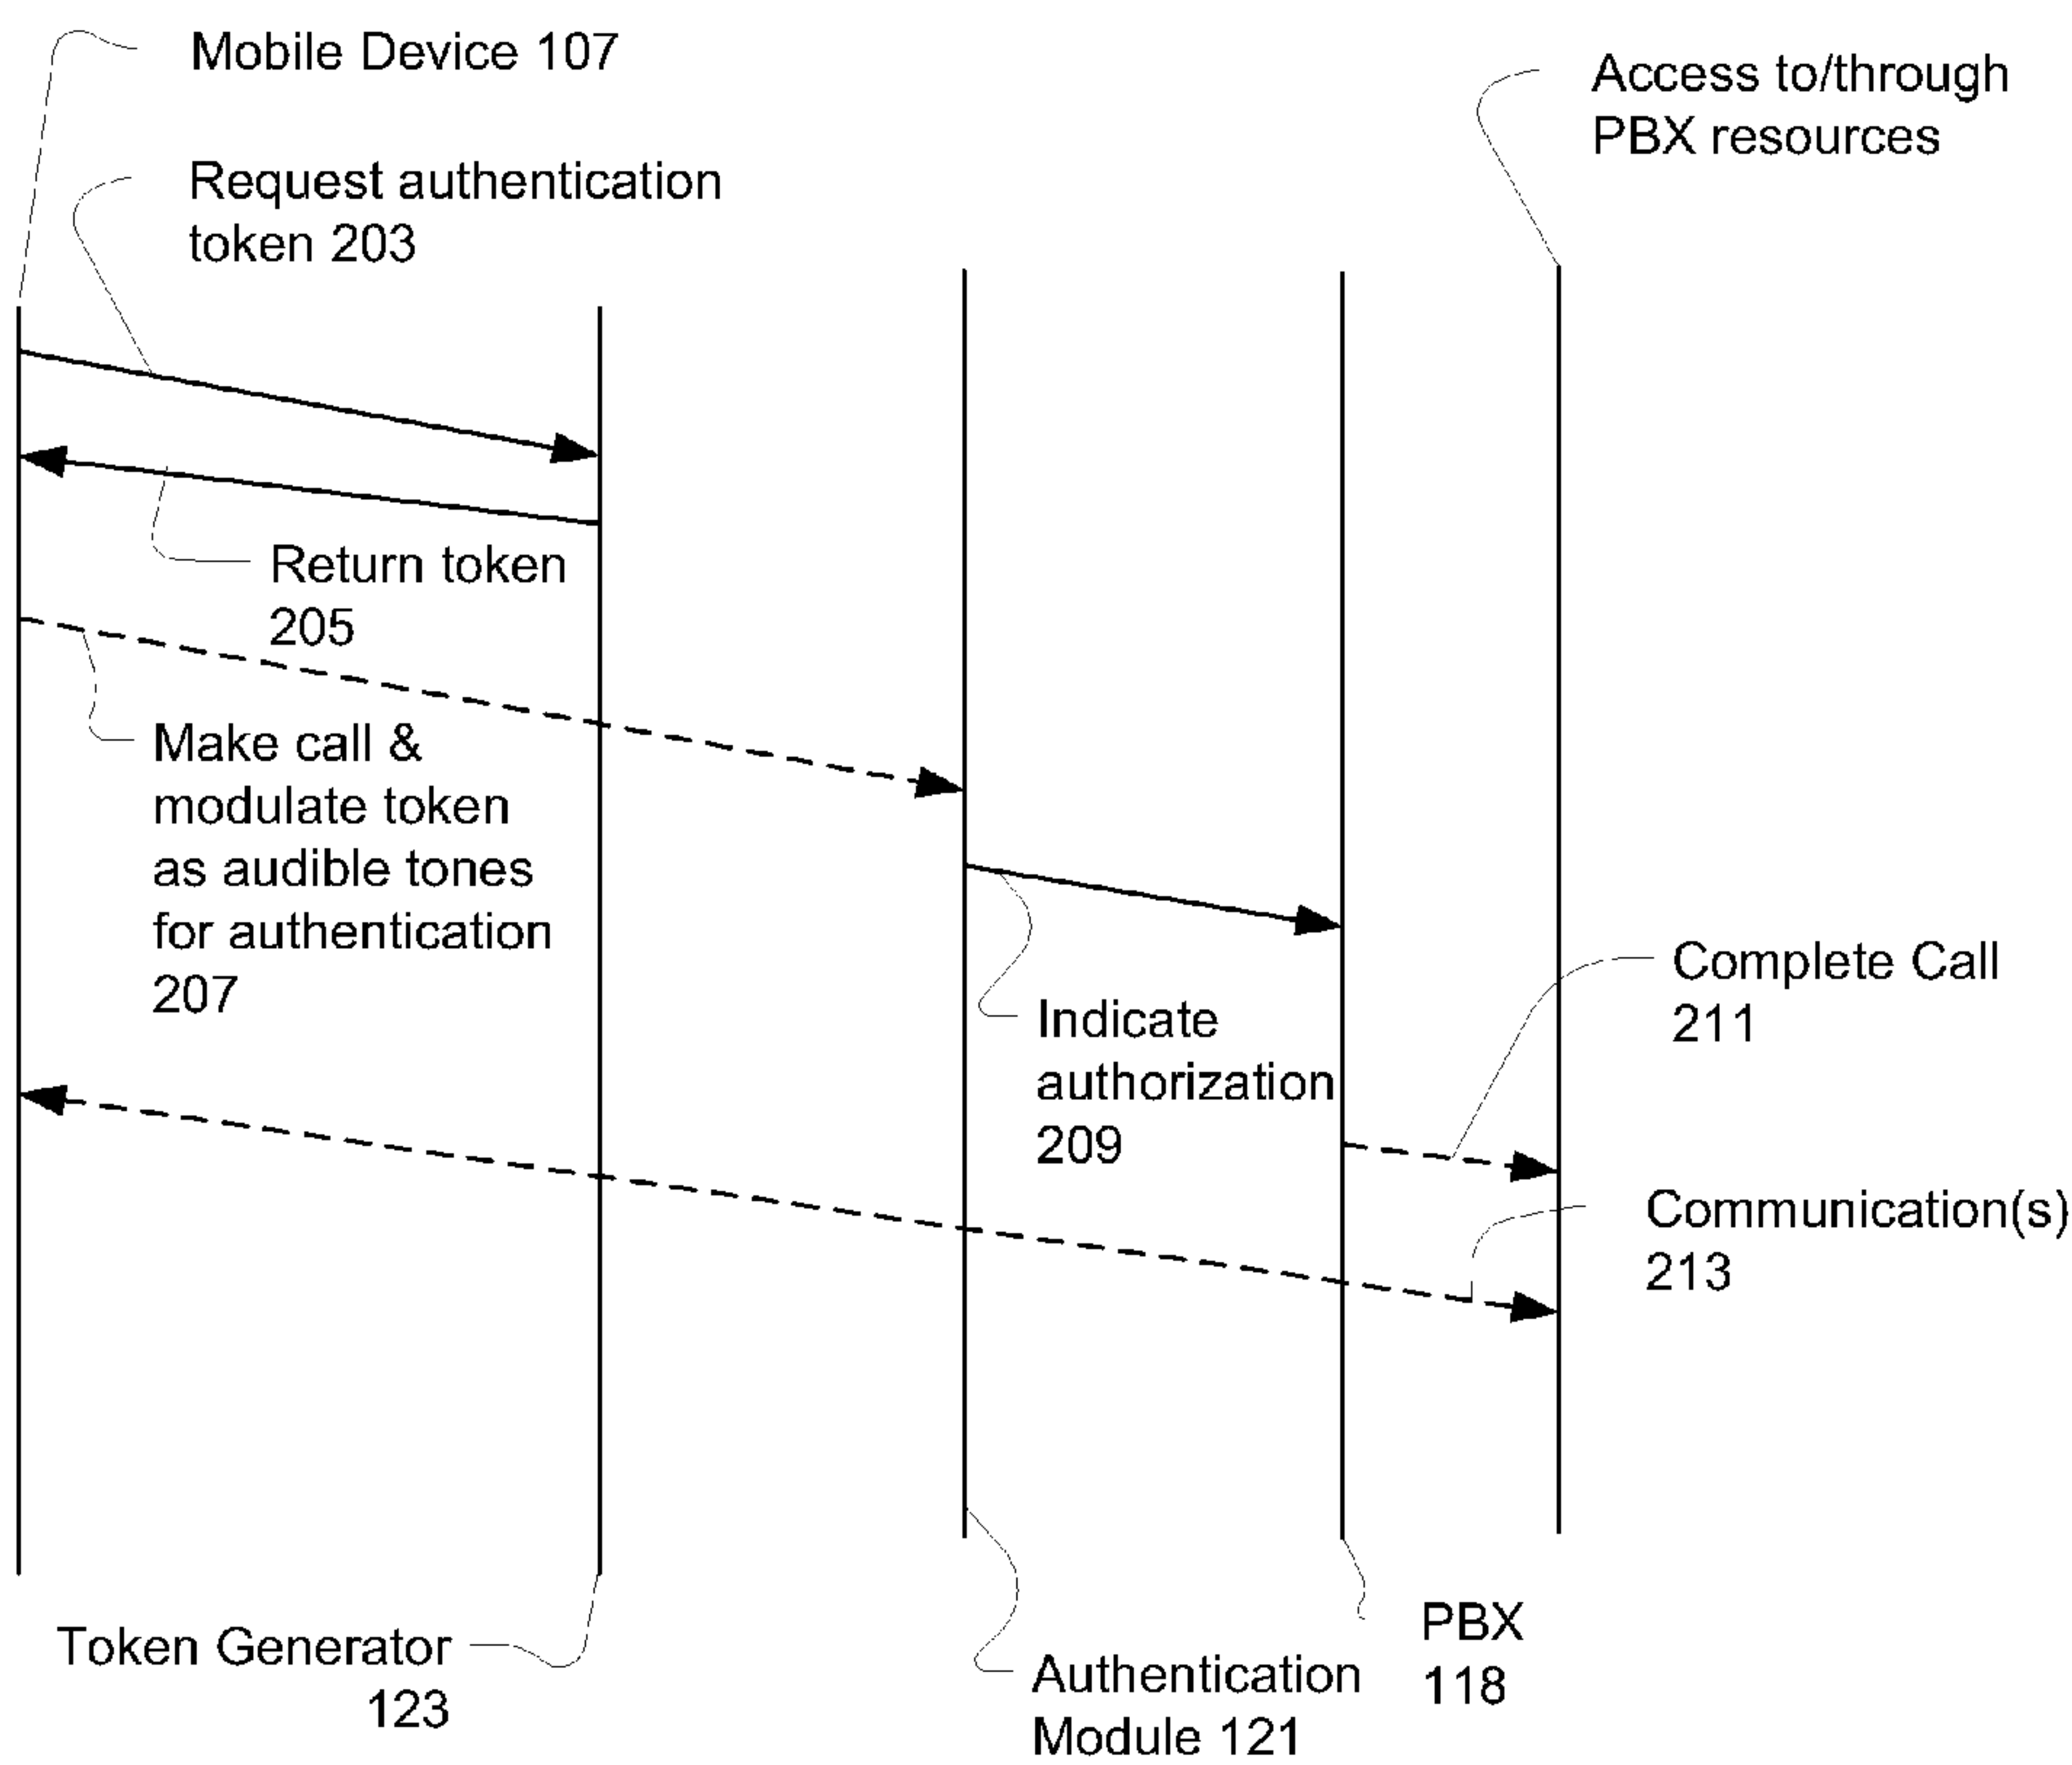 Mobile Device 107
Access to/through
PBX resources
Request authentication
token 203
Return token
205
Make call &
modulate token
as audible tones
for authentication
207
Indicate
authorization
209
Complete Call
211
Communication(s)
213
Token Generator
123
Authentication
Module 121
PBX
118